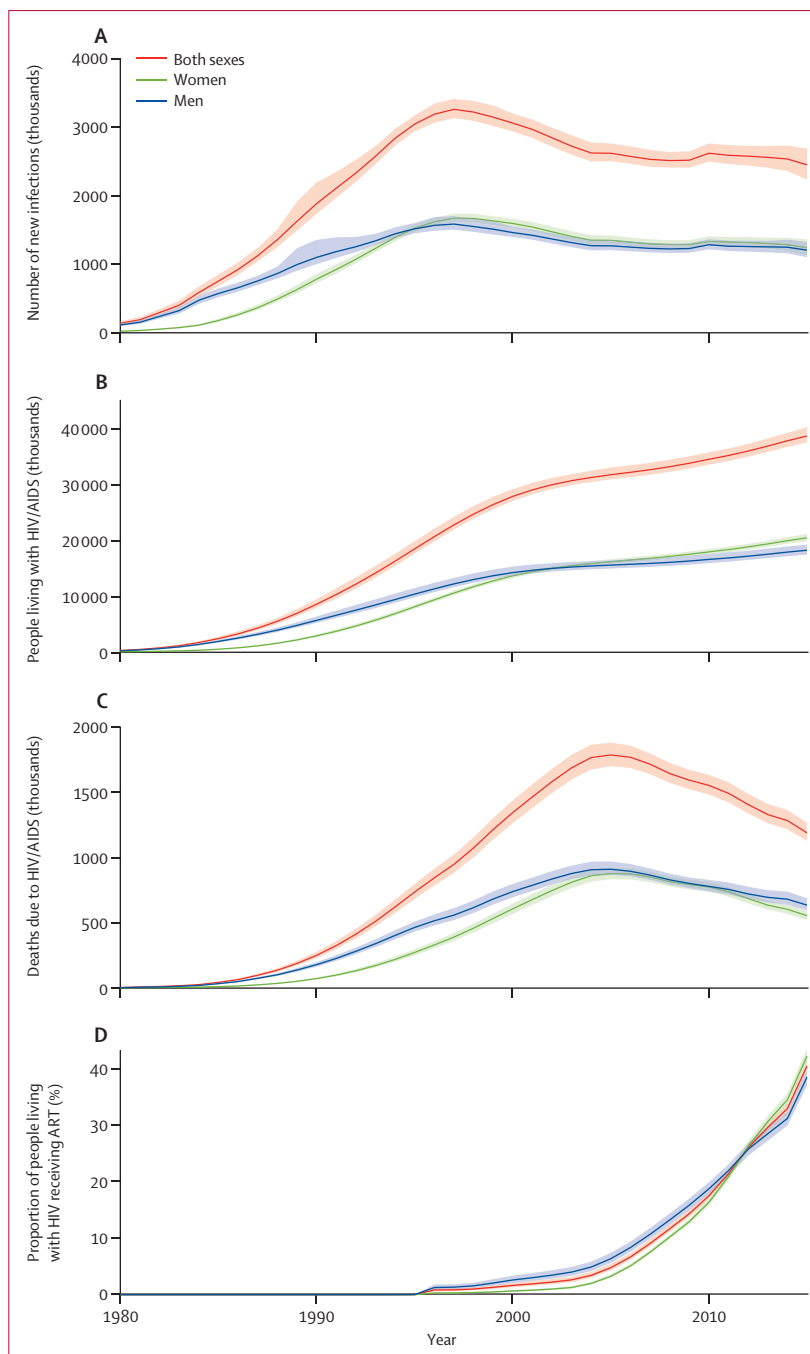 A
4000
3000
2000
1000
0
Number of new infections (thousands)
Both sexes
Women
Men
B
40 000
30 000
20 000
10 000
0
People living with HIV/AIDS (thousands)
C
2000
1500
1000
500
0
Deaths due to HIV/AIDS (thousands)
D
40
30
20
10
0
Proportion of people living
with HIV receiving ART (%)
1980
1990
2000
2010
Year